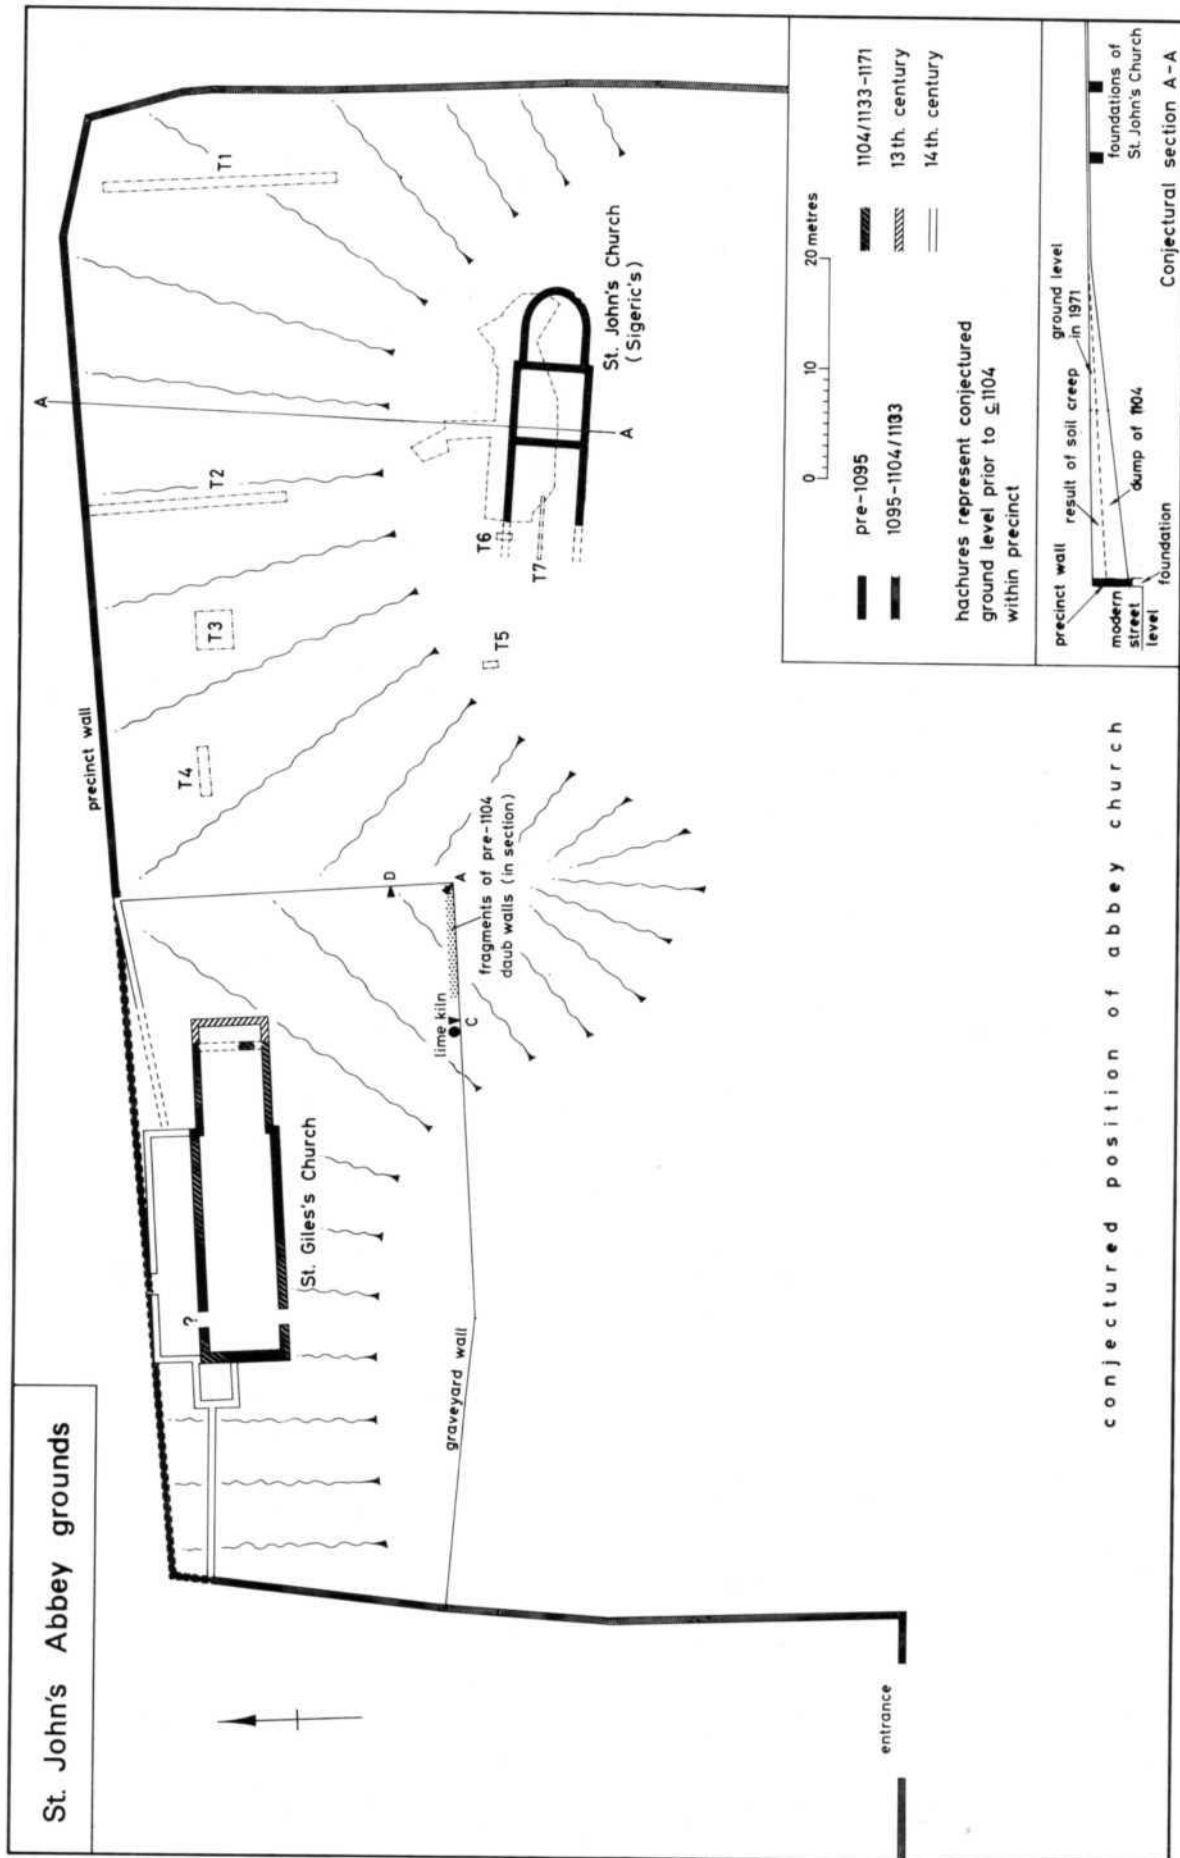 St. John's Abbey grounds
precinct wall
A
T1
T2
T3
T4
T5
T6
T7
St. John's Church
(Sigeric's)
A
D
A
fragments of pre-1104
daub walls (in section)
lime kiln
C
?
St. Giles's Church
graveyard wall
entrance
conjectured position of abbey church
0 10 20 metres
pre-1095
1095-1104/1133
1104/1133-1171
13th. century
14th. century
hachures represent conjectured
ground level prior to c 1104
within precinct
precinct wall
result of soil creep
ground level
in 1971
modern
street
level
foundation
dump of 1104
foundations of
St. John's Church
Conjectural section A-A